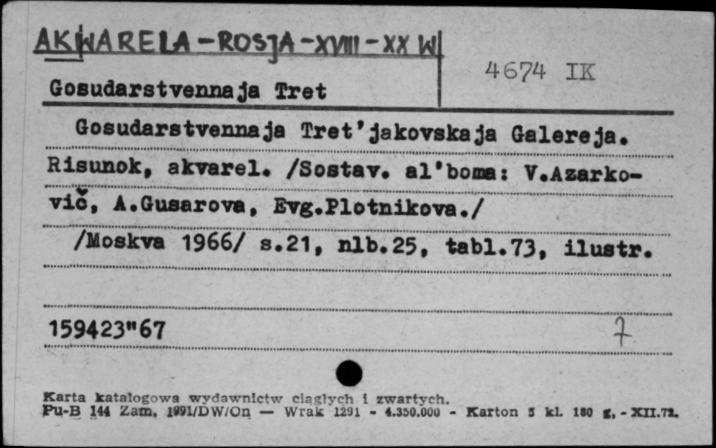 AKWARELA - ROSJA - XVIII - XX W
4674 IK
Gosudarstvennaja Tret
Gosudarstvennaja Tret'jakovskaja Galereja.
Risunok, akvarel. /Sostav. al'boma: V.Azarko-
vič, A.Gusarova, Evg.Plotnikova./
/Moskva 1966/ s.21, nlb.25, tabl.73, ilustr.
159423"67
7
Karta katalogowa wydawnictw ciągłych i zwartych.
Pu-B 144 Zam. 1991/DW/On — Wrak 1291 - 4.350.000 - Karton 5 kl. 180 g, - XII.72.